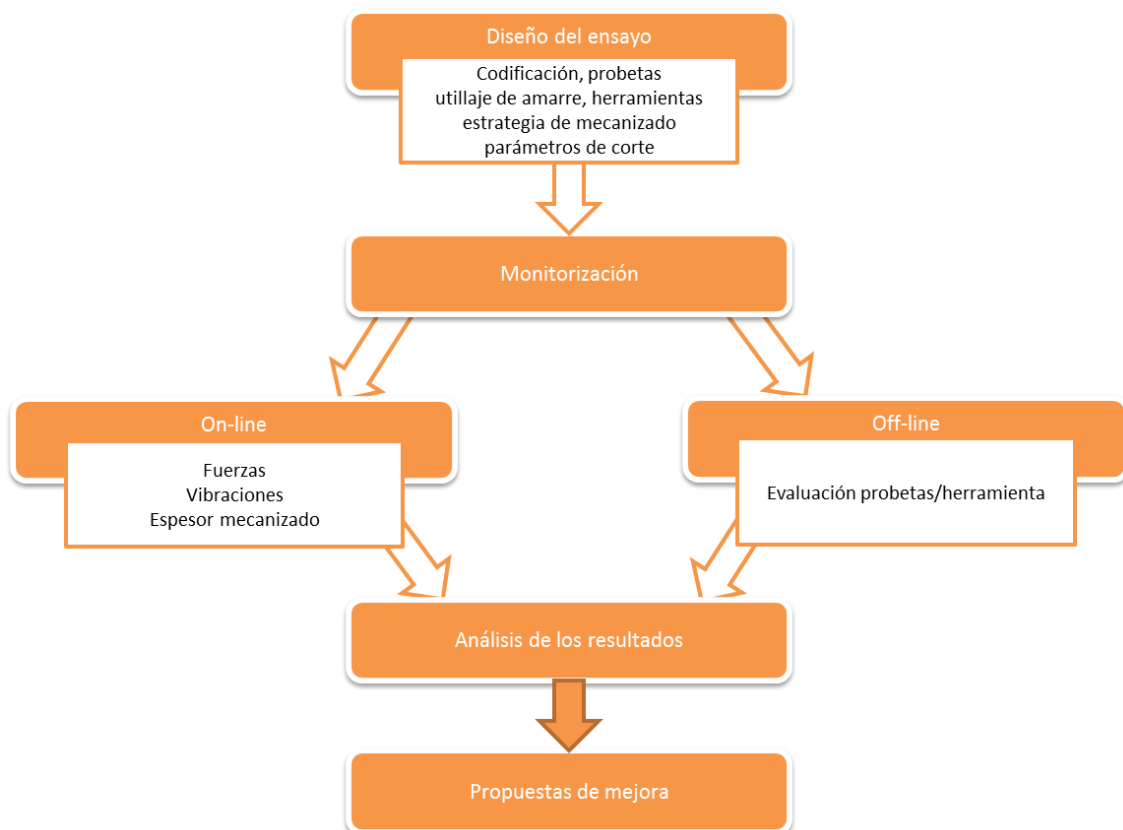 Diseño del ensayo
Codificación, probetas
utillaje de amarre, herramientas
estrategia de mecanizado
parámetros de corte
Monitorización
On-line
Fuerzas
Vibraciones
Espesor mecanizado
Off-line
Evaluación probetas/herramienta
Análisis de los resultados
Propuestas de mejora